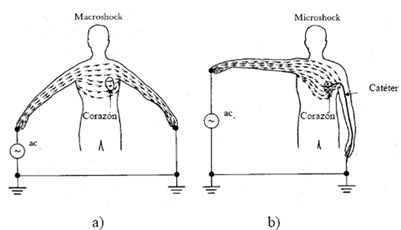 Macroshock
Microshock
Catéter
Corazón
Corazón
ac
ac
a)
b)